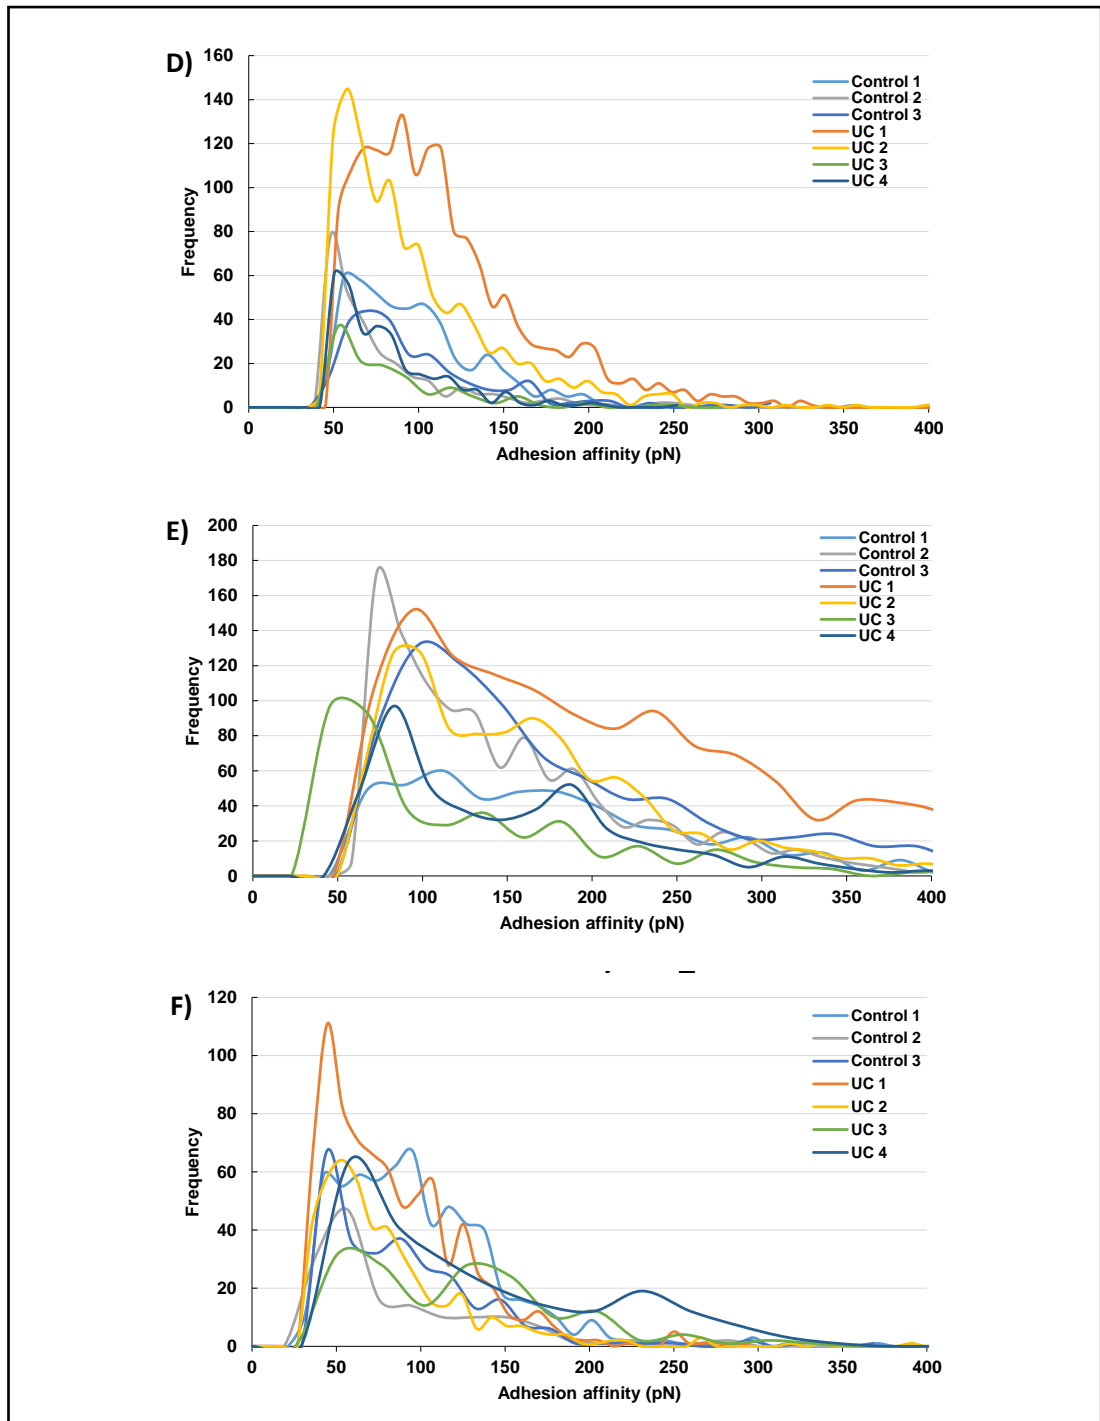 D)
160
140
120
100
80
60
40
20
0
Frequency
0 50 100 150 200 250 300 350 400
Adhesion affinity (pN)
Control 1
Control 2
Control 3
UC 1
UC 2
UC 3
UC 4
E)
200
180
160
140
120
100
80
60
40
20
0
Frequency
0 50 100 150 200 250 300 350 400
Adhesion affinity (pN)
Control 1
Control 2
Control 3
UC 1
UC 2
UC 3
UC 4
F)
120
100
80
60
40
20
0
Frequency
0 50 100 150 200 250 300 350 400
Adhesion affinity (pN)
Control 1
Control 2
Control 3
UC 1
UC 2
UC 3
UC 4